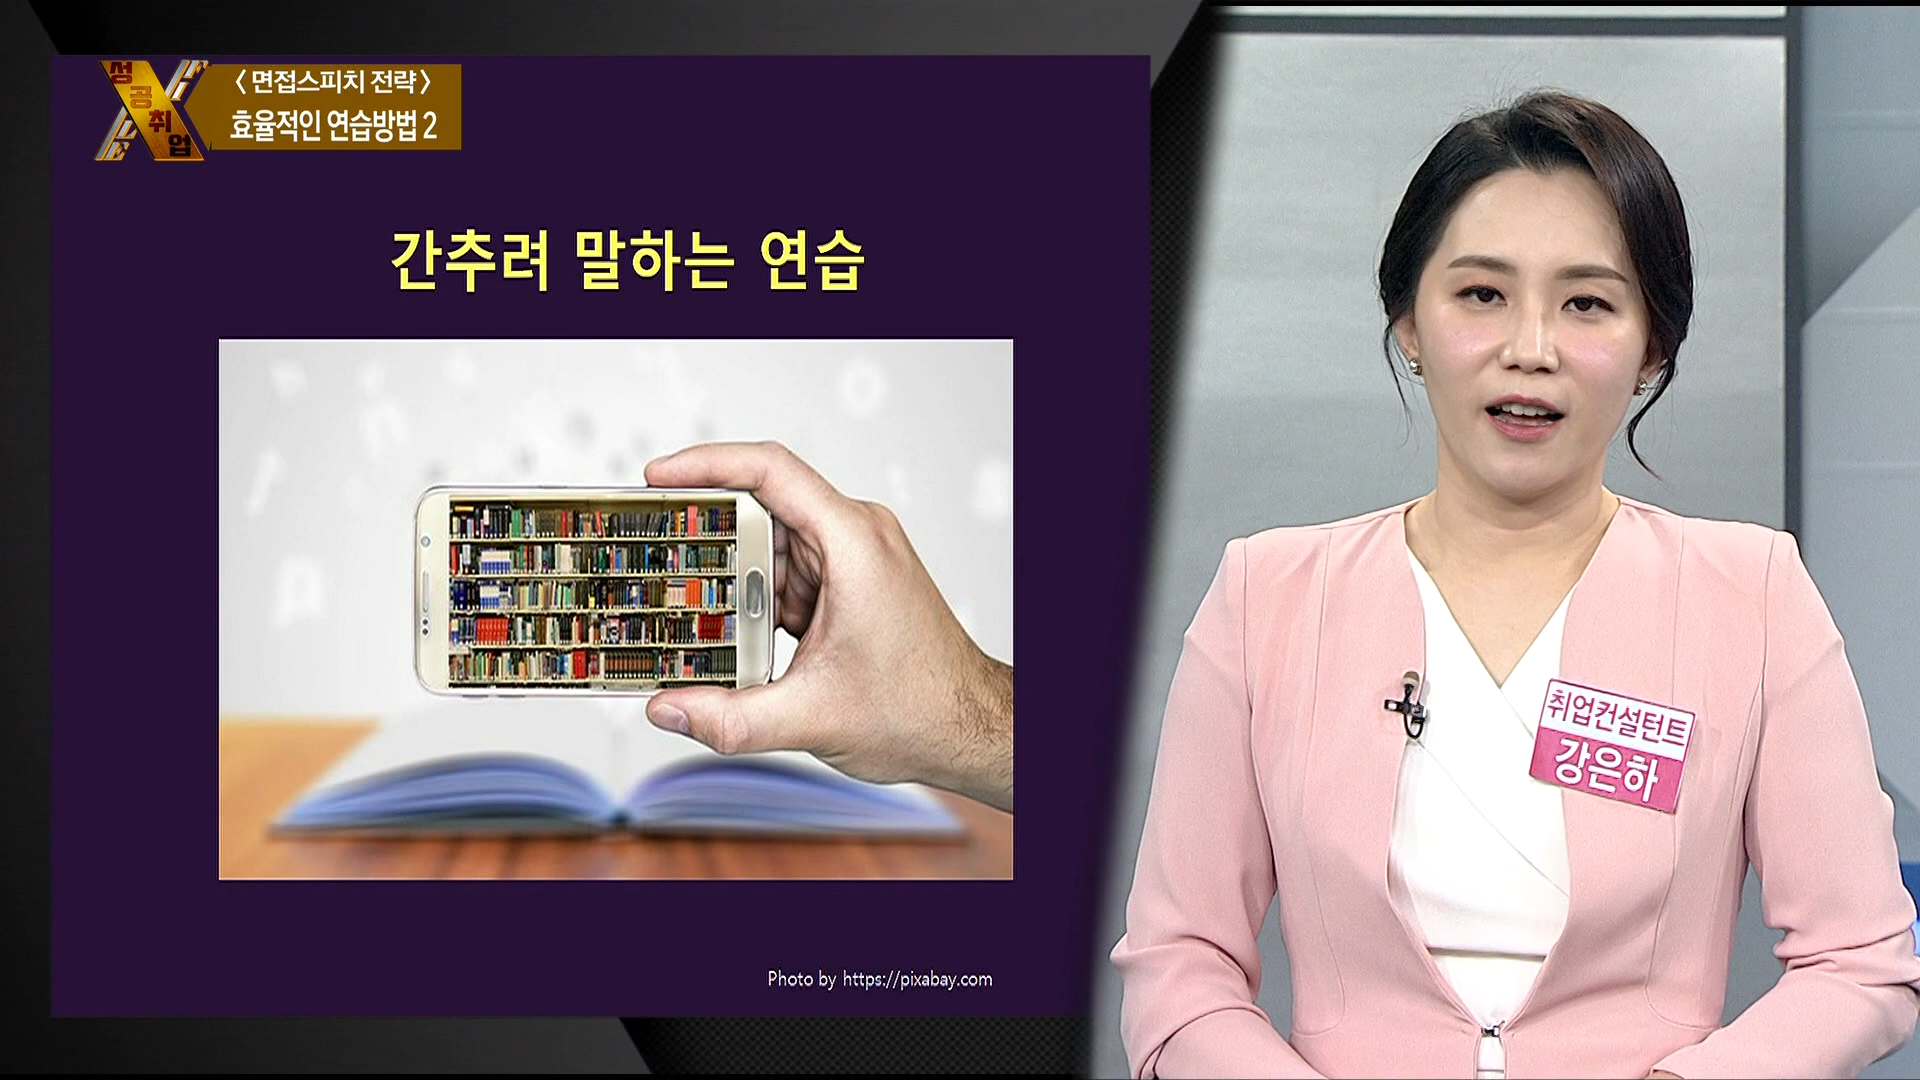 성공취업
XFILE
< 면접스피치 전략 >
효율적인 연습방법 2
간추려 말하는 연습
Photo by https://pixabay.com
취업컨설턴트
강은하